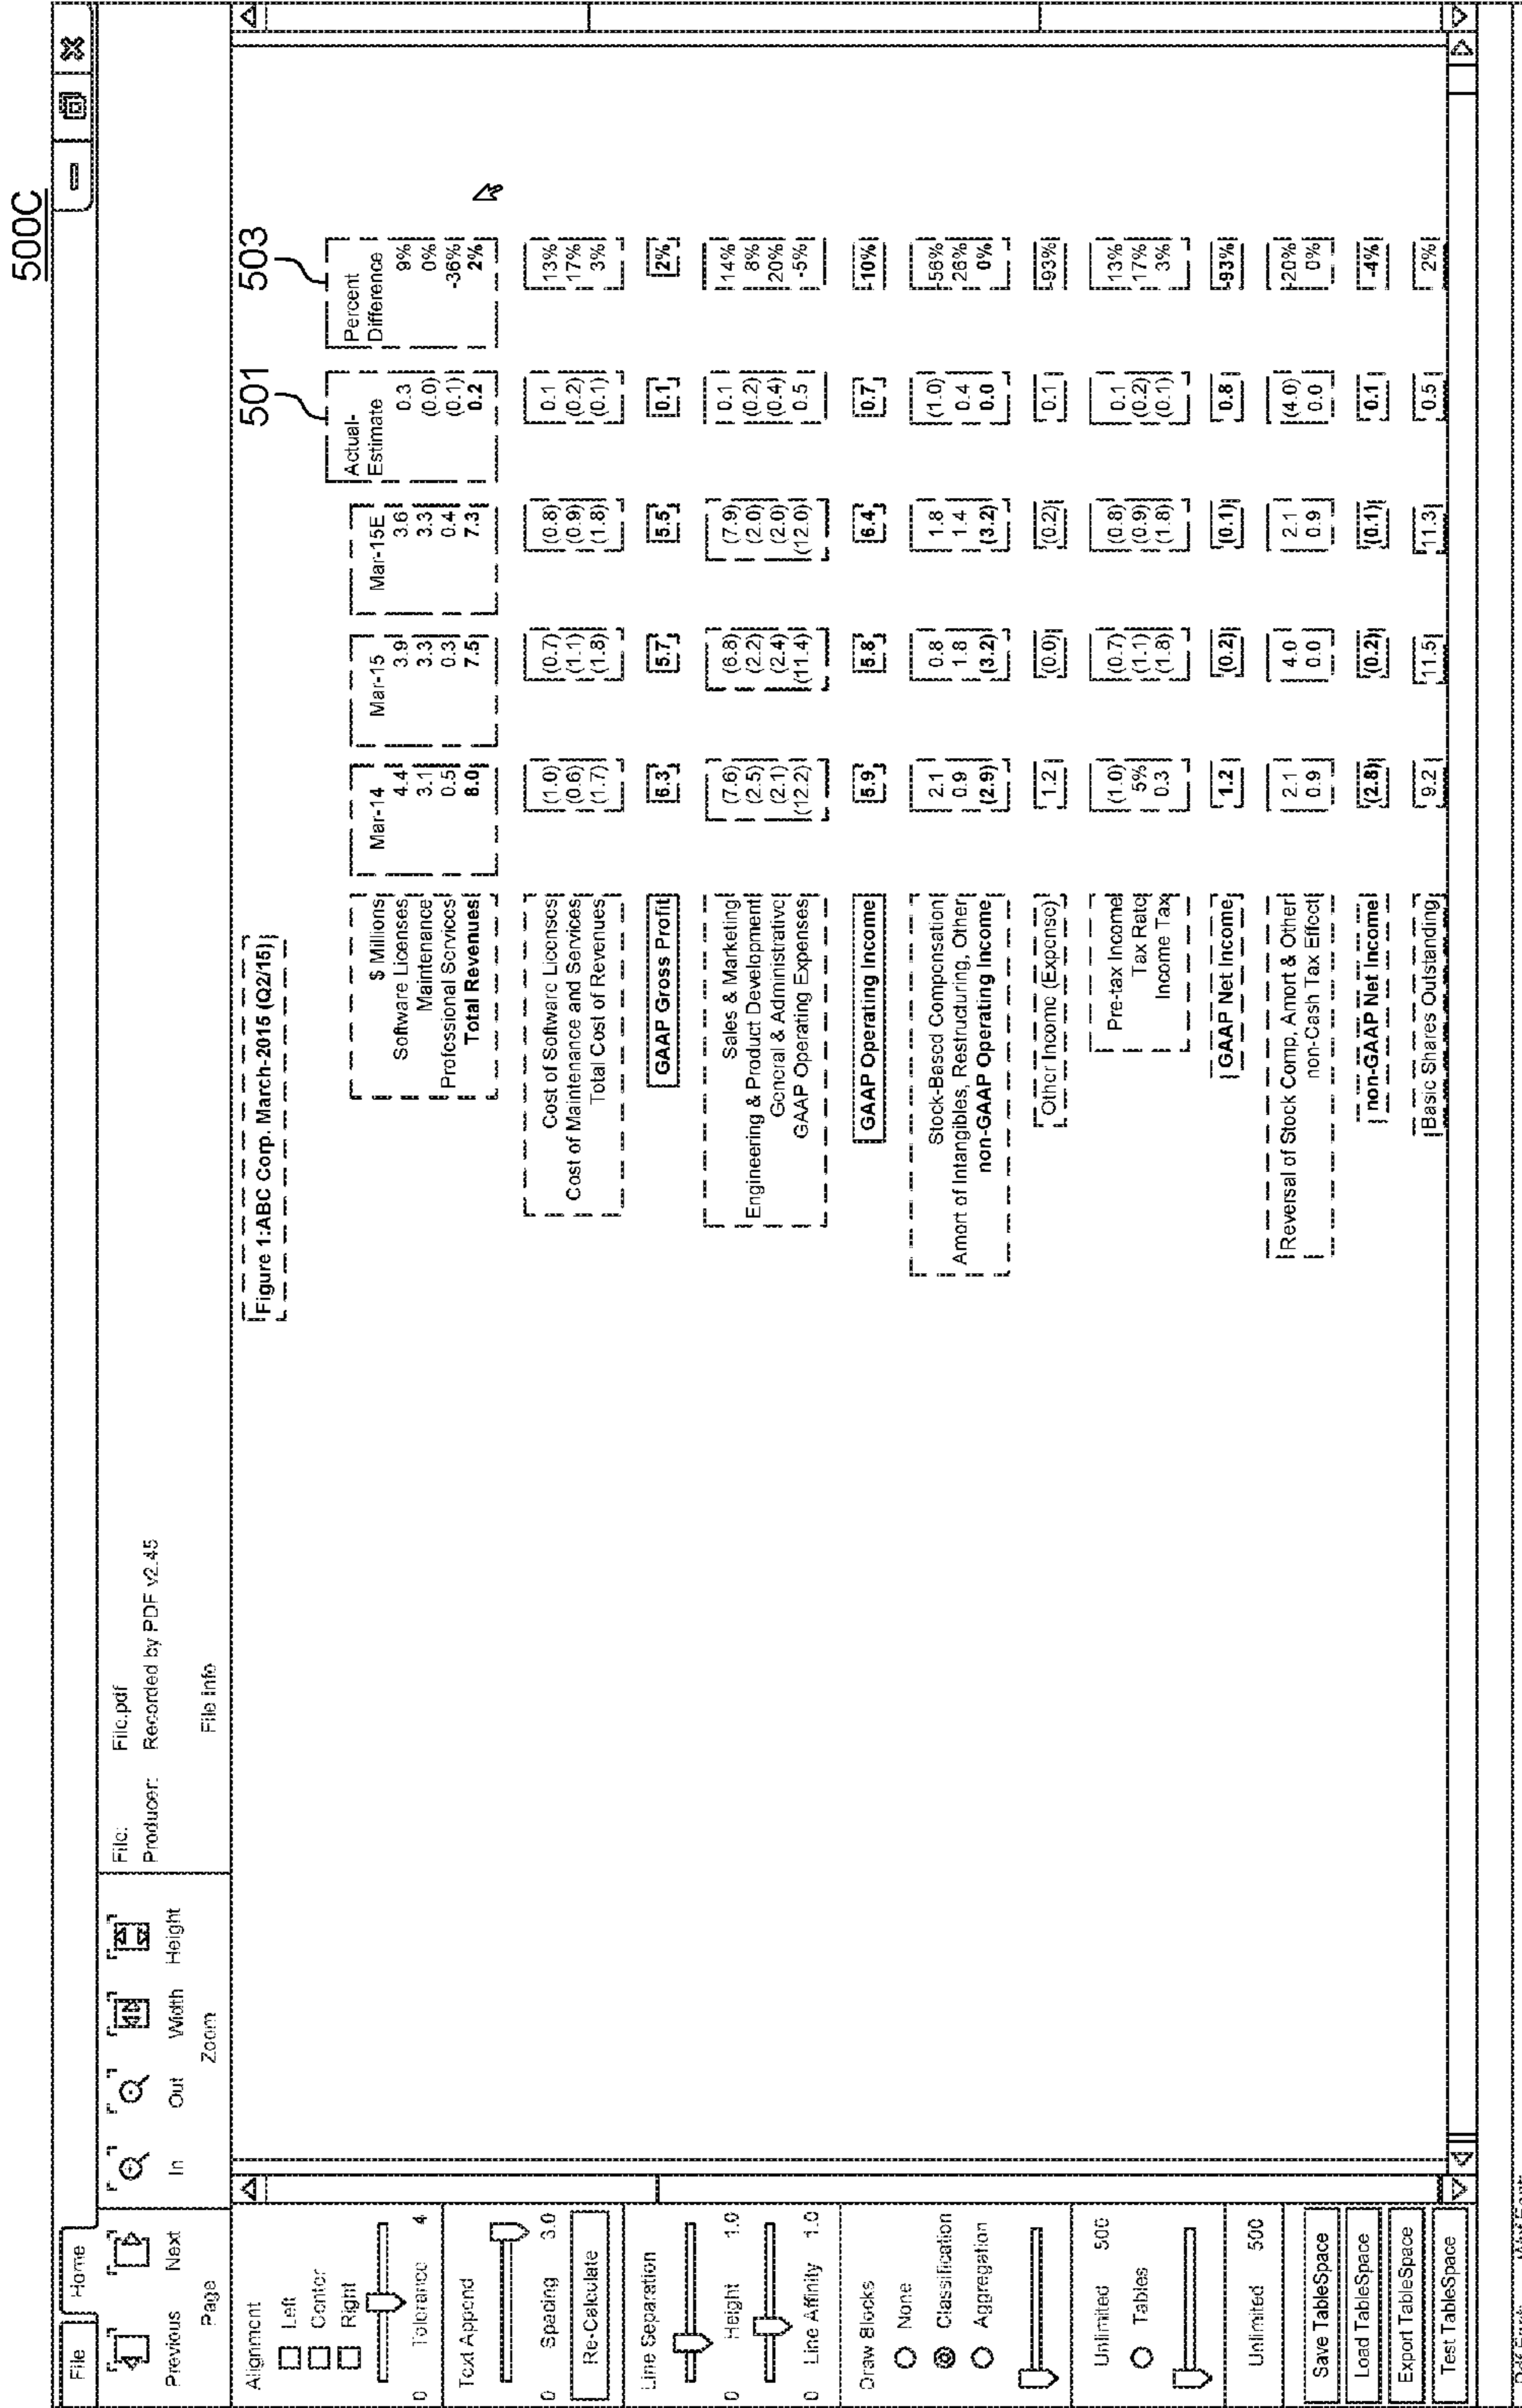 500C
File Home
Previous Next
Page
In Out Width Height
Zoom
File: File.pdf
Producer: Recorded by PDF v2.45
File Info
Alignment
Left
Center
Right
0 Tolerance 4
Text Append
0 Spacing 3.0
Re-Calculate
Line Separation
0 Height 1.0
0 Line Affinity 1.0
Draw Blocks
None
Classification
Aggregation
Unlimited 500
Tables
Unlimited 500
Save TableSpace
Load TableSpace
Export TableSpace
Test TableSpace
501 503
Figure 1:ABC Corp. March-2015 (Q2/15)
$ Millions Mar-14 Mar-15 Mar-15E Actual-Estimate Percent Difference
Software Licenses 4.4 3.9 3.6 0.3 9%
Maintenance 3.1 3.3 3.3 (0.0) 0%
Professional Services 0.5 0.3 0.4 (0.1) -36%
Total Revenues 8.0 7.5 7.3 0.2 2%
Cost of Software Licenses (1.0) (0.7) (0.8) 0.1 13%
Cost of Maintenance and Services (0.6) (1.1) (0.9) (0.2) 17%
Total Cost of Revenues (1.7) (1.8) (1.8) (0.1) 3%
GAAP Gross Profit 6.3 5.7 5.5 0.1 2%
Sales & Marketing (7.6) (6.8) (7.9) 0.1 14%
Engineering & Product Development (2.5) (2.2) (2.0) (0.2) 8%
General & Administrative (2.1) (2.4) (2.0) (0.4) 20%
GAAP Operating Expenses (12.2) (11.4) (12.0) 0.5 -5%
GAAP Operating Income 5.9 5.8 6.4 0.7 -10%
Stock-Based Compensation 2.1 0.8 1.8 (1.0) -56%
Amort of Intangibles, Restructuring, Other 0.9 1.8 1.4 0.4 26%
non-GAAP Operating Income (2.9) (3.2) (3.2) 0.0 0%
Other Income (Expense) 1.2 (0.0) (0.2) 0.1 -93%
Pre-tax Income (1.0) (0.7) (0.8) 0.1 13%
Tax Rate 5% (1.1) (0.9) (0.2) 17%
Income Tax 0.3 (1.8) (1.8) (0.1) 3%
GAAP Net Income 1.2 (0.2) (0.1) 0.8 -93%
Reversal of Stock Comp, Amort & Other 2.1 4.0 2.1 (4.0) -20%
non-Cash Tax Effect 0.9 0.0 0.9 0.0 0%
non-GAAP Net Income (2.8) (0.2) (0.1) 0.1 -4%
Basic Shares Outstanding 9.2 11.5 11.3 0.5 2%